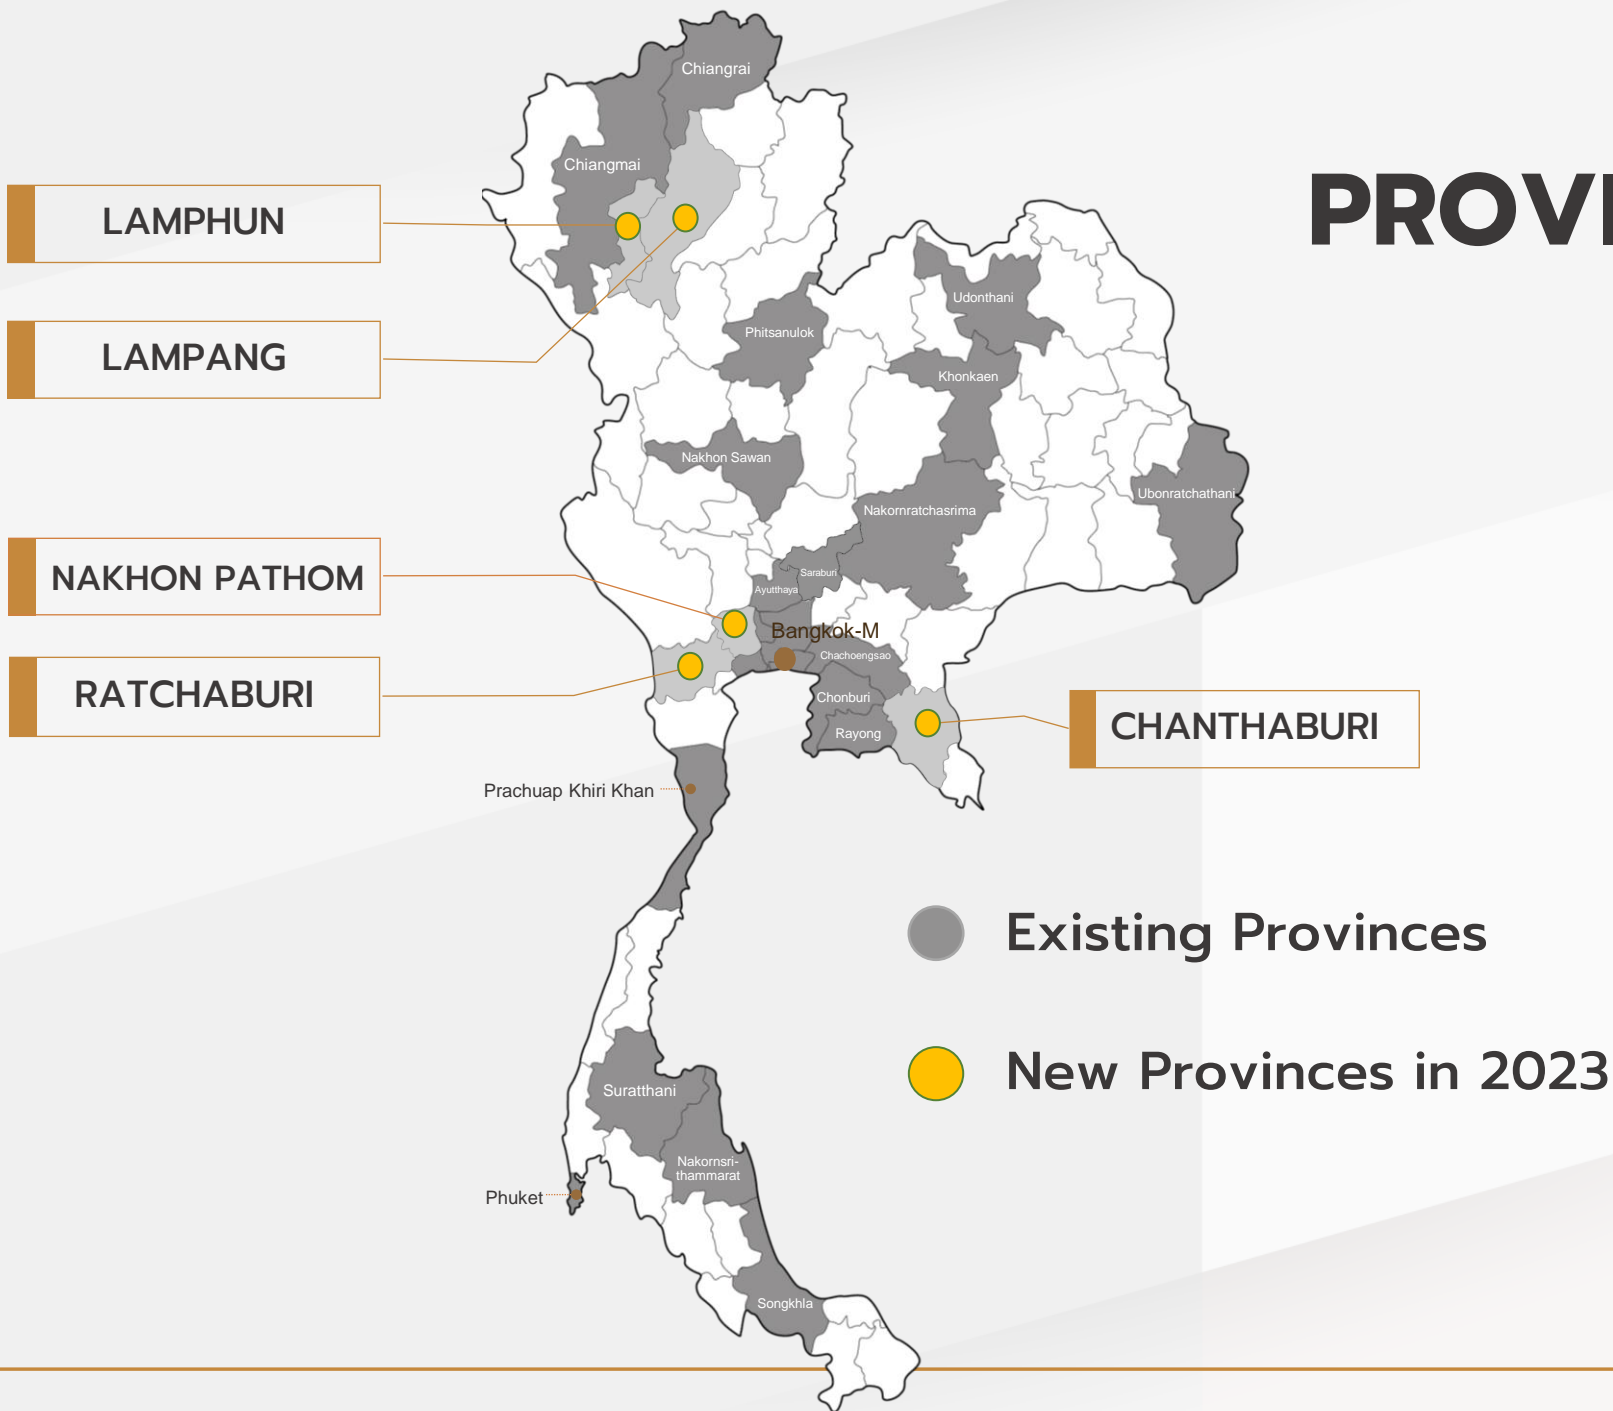 PROVI
Chiangrai
Chiangmai
LAMPHUN
LAMPANG
Udonthani
Phitsanulok
Khonkaen
Nakhon Sawan
Ubonratchathani
Nakornratchasrima
NAKHON PATHOM
Saraburi
Ayutthaya
Bangkok-M
Chachoengsao
RATCHABURI
Chonburi
Rayong
CHANTHABURI
Prachuap Khiri Khan
Existing Provinces
New Provinces in 2023
Suratthani
Nakornsri-
thammarat
Phuket
Songkhla